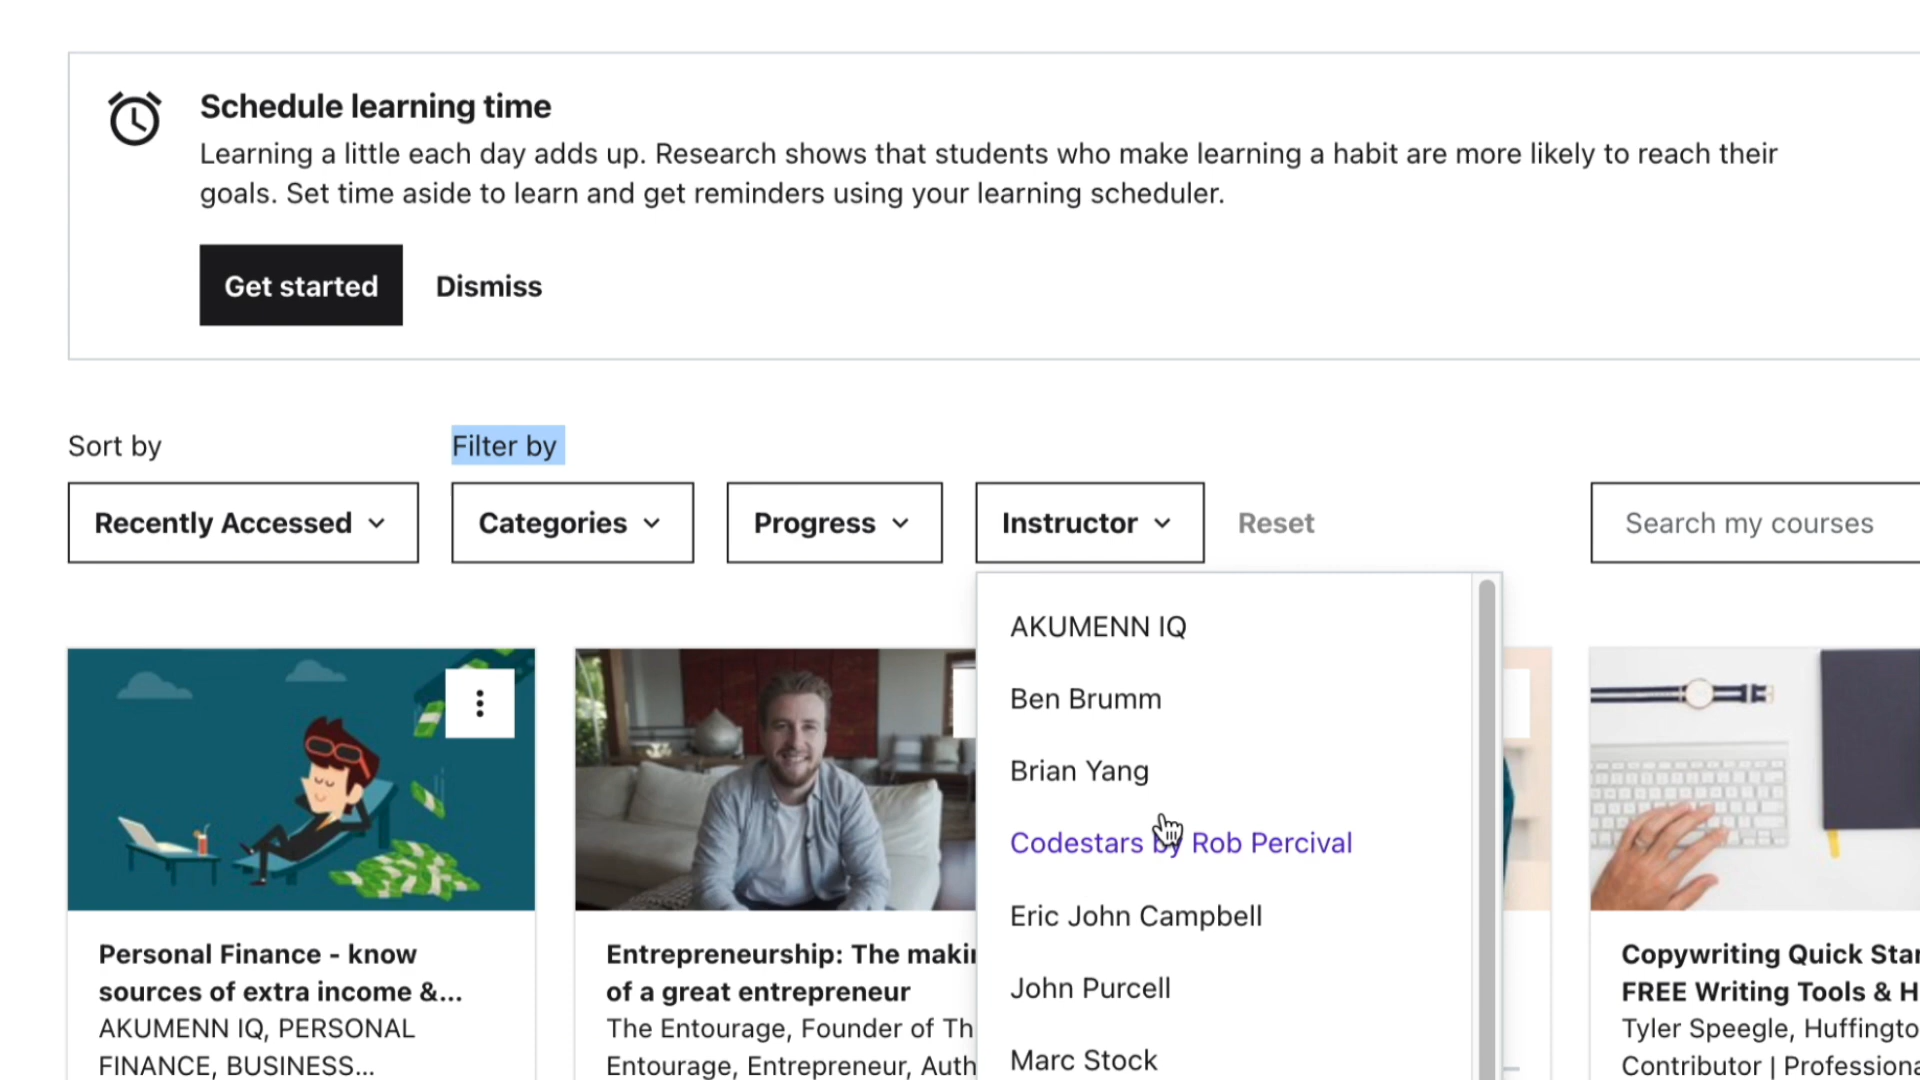 Schedule learning time
Learning a little each day adds up. Research shows that students who make learning a habit are more likely to reach their
goals. Set time aside to learn and get reminders using your learning scheduler.
Get started
Dismiss
Sort by
Filter by
Recently Accessed
Categories
Progress
Instructor
Reset
Search my courses
AKUMENN IQ
Ben Brumm
Brian Yang
Codestars by Rob Percival
Eric John Campbell
John Purcell
Marc Stock
Personal Finance - know
sources of extra income &...
AKUMENN IQ, PERSONAL
FINANCE, BUSINESS...
Entrepreneurship: The makin
of a great entrepreneur
The Entourage, Founder of Th
Entourage, Entrepreneur, Auth
Copywriting Quick Star
FREE Writing Tools & H
Tyler Speegle, Huffingto
Contributor | Professiona